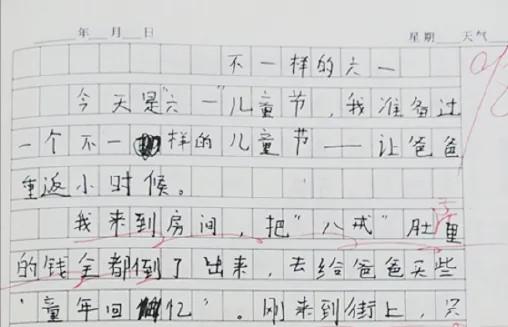 年 月 日 星期 天气
不一样的六一
今天是“六一”儿童节，我准备过
一个不一样的儿童节——让爸爸
重返小时候。
我来到房间，把“八戒”肚里
的钱全都倒了出来，去给爸爸买些
“童年回忆”。刚来到街上，只